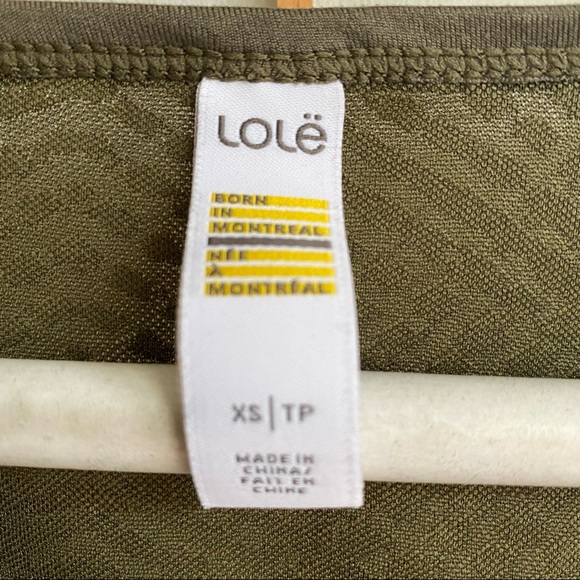 Lolë
BORN
IN
MONTREAL
NÉE
À
MONTRÉAL
XS|TP
MADE IN
CHINA/
FAIT EN
CHINE